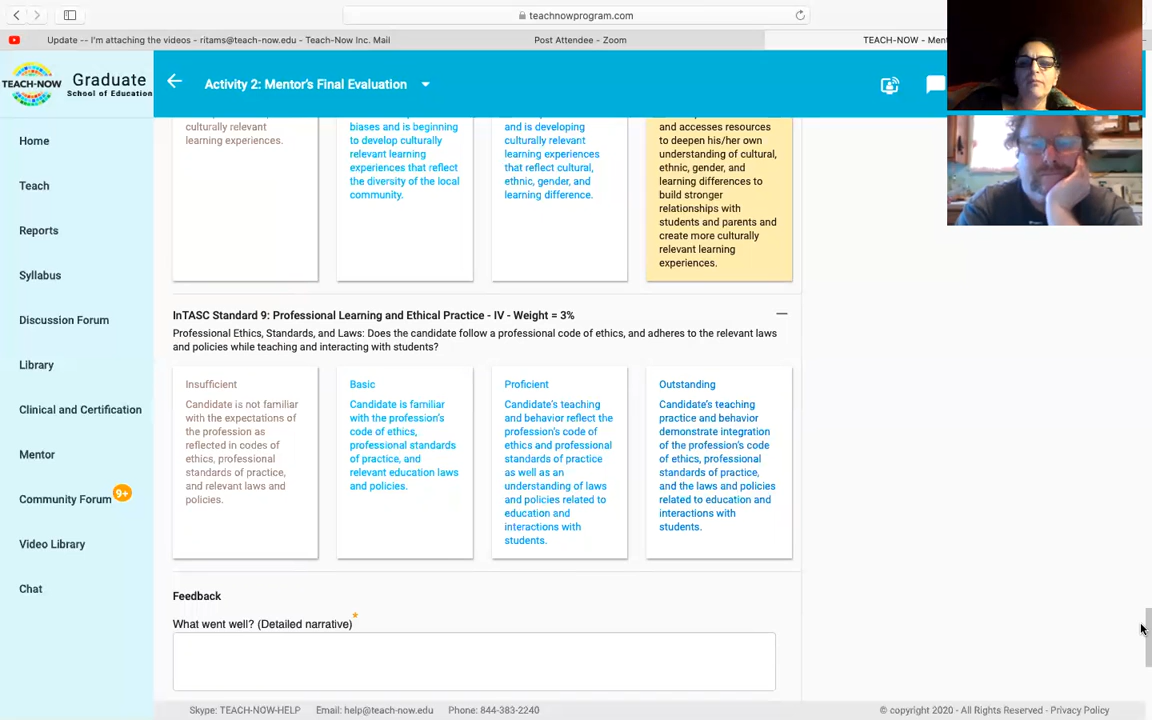 teachnowprogram.com
Update -- I'm attaching the videos - ritams@teach-now.edu - Teach-Now Inc. Mail
Post Attendee - Zoom
TEACH-NOW - Men
TEACH-NOW
Graduate
School of Education
Activity 2: Mentor's Final Evaluation
Home
Teach
Reports
Syllabus
Discussion Forum
Library
Clinical and Certification
Mentor
Community Forum
9+
Video Library
Chat
culturally relevant
learning experiences.
biases and is beginning
to develop culturally
relevant learning
experiences that reflect
the diversity of the local
community.
and is developing
culturally relevant
learning experiences
that reflect cultural,
ethnic, gender, and
learning difference.
and accesses resources
to deepen his/her own
understanding of cultural,
ethnic, gender, and
learning differences to
build stronger
relationships with
students and parents and
create more culturally
relevant learning
experiences.
InTASC Standard 9: Professional Learning and Ethical Practice - IV - Weight = 3%
Professional Ethics, Standards, and Laws: Does the candidate follow a professional code of ethics, and adheres to the relevant laws
and policies while teaching and interacting with students?
Insufficient
Candidate is not familiar
with the expectations of
the profession as
reflected in codes of
ethics, professional
standards of practice,
and relevant laws and
policies.
Basic
Candidate is familiar
with the profession's
code of ethics,
professional standards
of practice, and
relevant education laws
and policies.
Proficient
Candidate's teaching
and behavior reflect the
profession's code of
ethics and professional
standards of practice
as well as an
understanding of laws
and policies related to
education and
interactions with
students.
Outstanding
Candidate's teaching
practice and behavior
demonstrate integration
of the profession's code
of ethics, professional
standards of practice,
and the laws and policies
related to education and
interactions with
students.
Feedback
What went well? (Detailed narrative)*
Skype: TEACH-NOW-HELP Email: help@teach-now.edu Phone: 844-383-2240
© copyright 2020 - All Rights Reserved - Privacy Policy